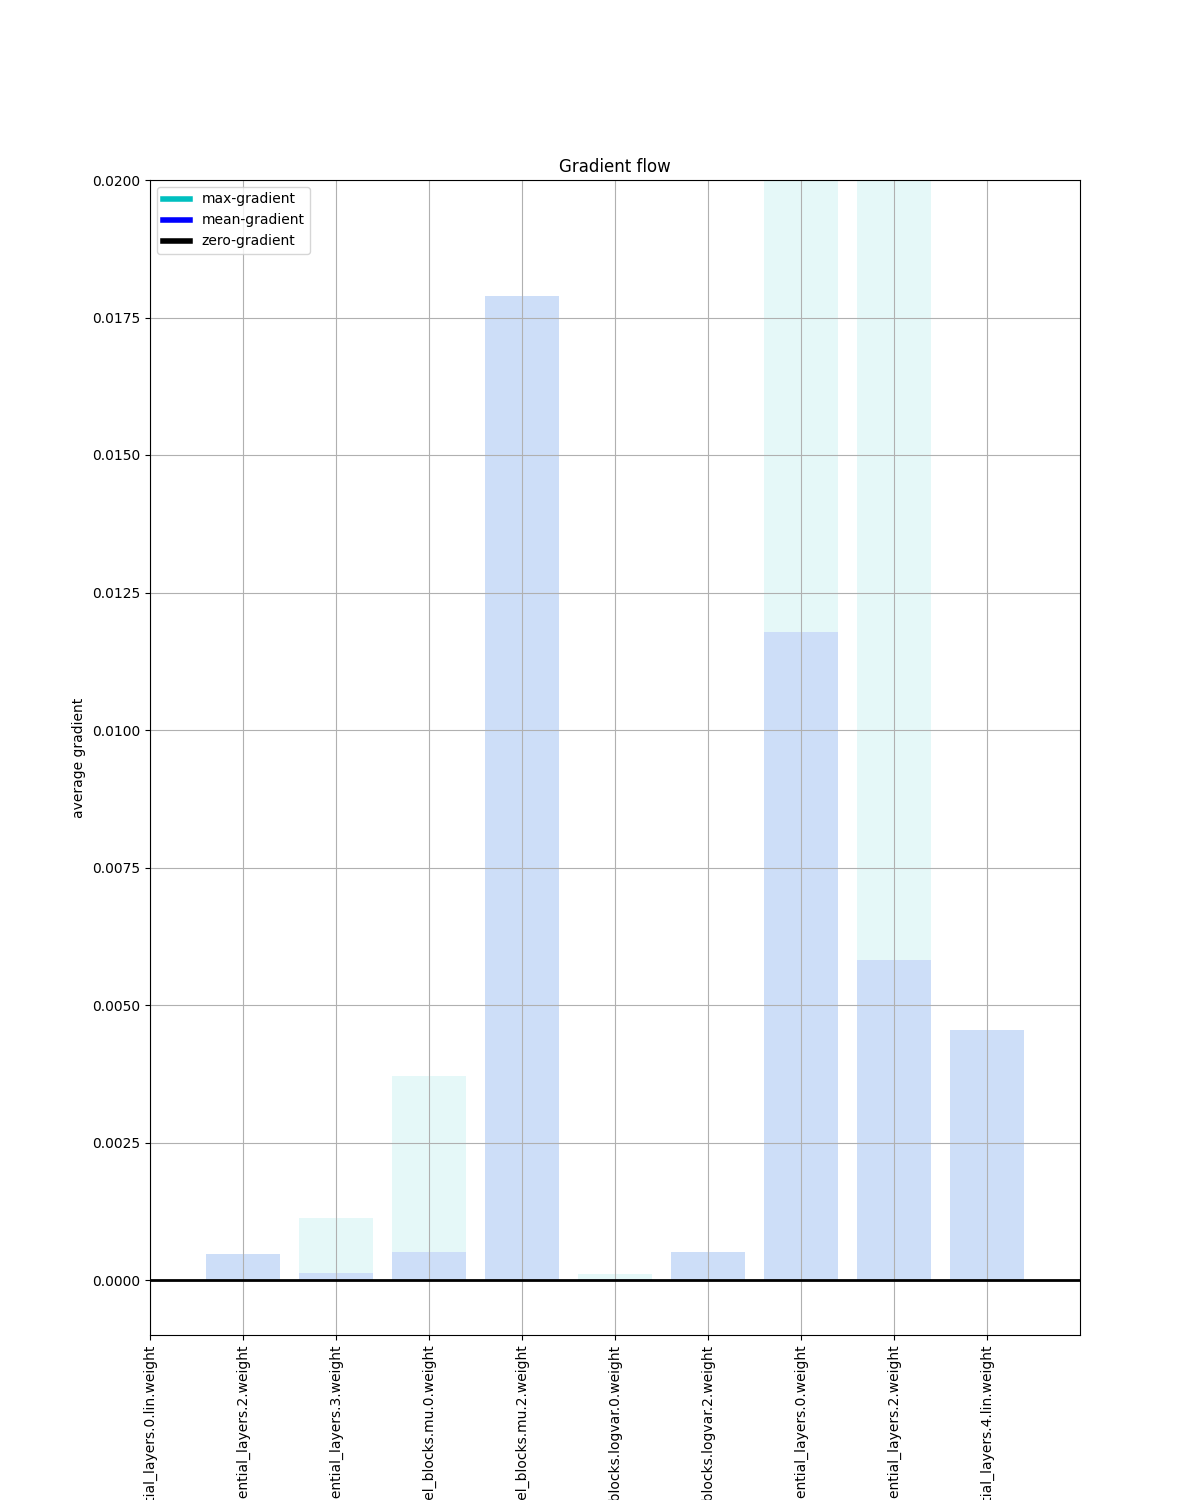 Gradient flow
max-gradient
mean-gradient
zero-gradient
0.0200
0.0175
0.0150
0.0125
0.0100
0.0075
0.0050
0.0025
0.0000
average gradient
tial_layers.0.lin.weight
ential_layers.2.weight
ential_layers.3.weight
el_blocks.mu.0.weight
el_blocks.mu.2.weight
blocks.logvar.0.weight
blocks.logvar.2.weight
ential_layers.0.weight
ential_layers.2.weight
tial_layers.4.lin.weight